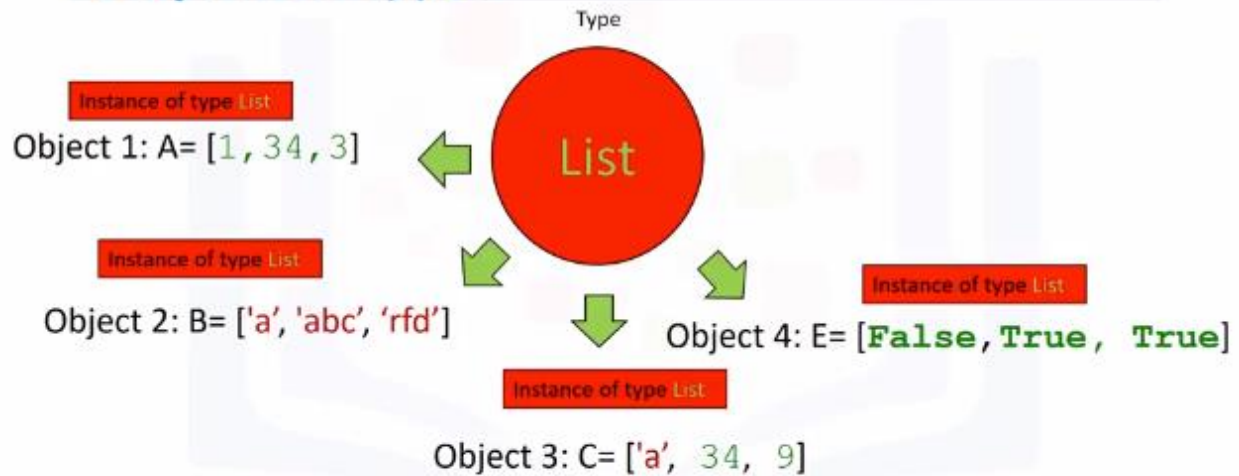 Type
List
Instance of type List
Object 1: A= [1,34,3]
Instance of type List
Object 2: B= ['a', 'abc', ‘rfd’]
Instance of type List
Object 4: E= [False,True, True]
Instance of type List
Object 3: C= ['a’, 34, 9]